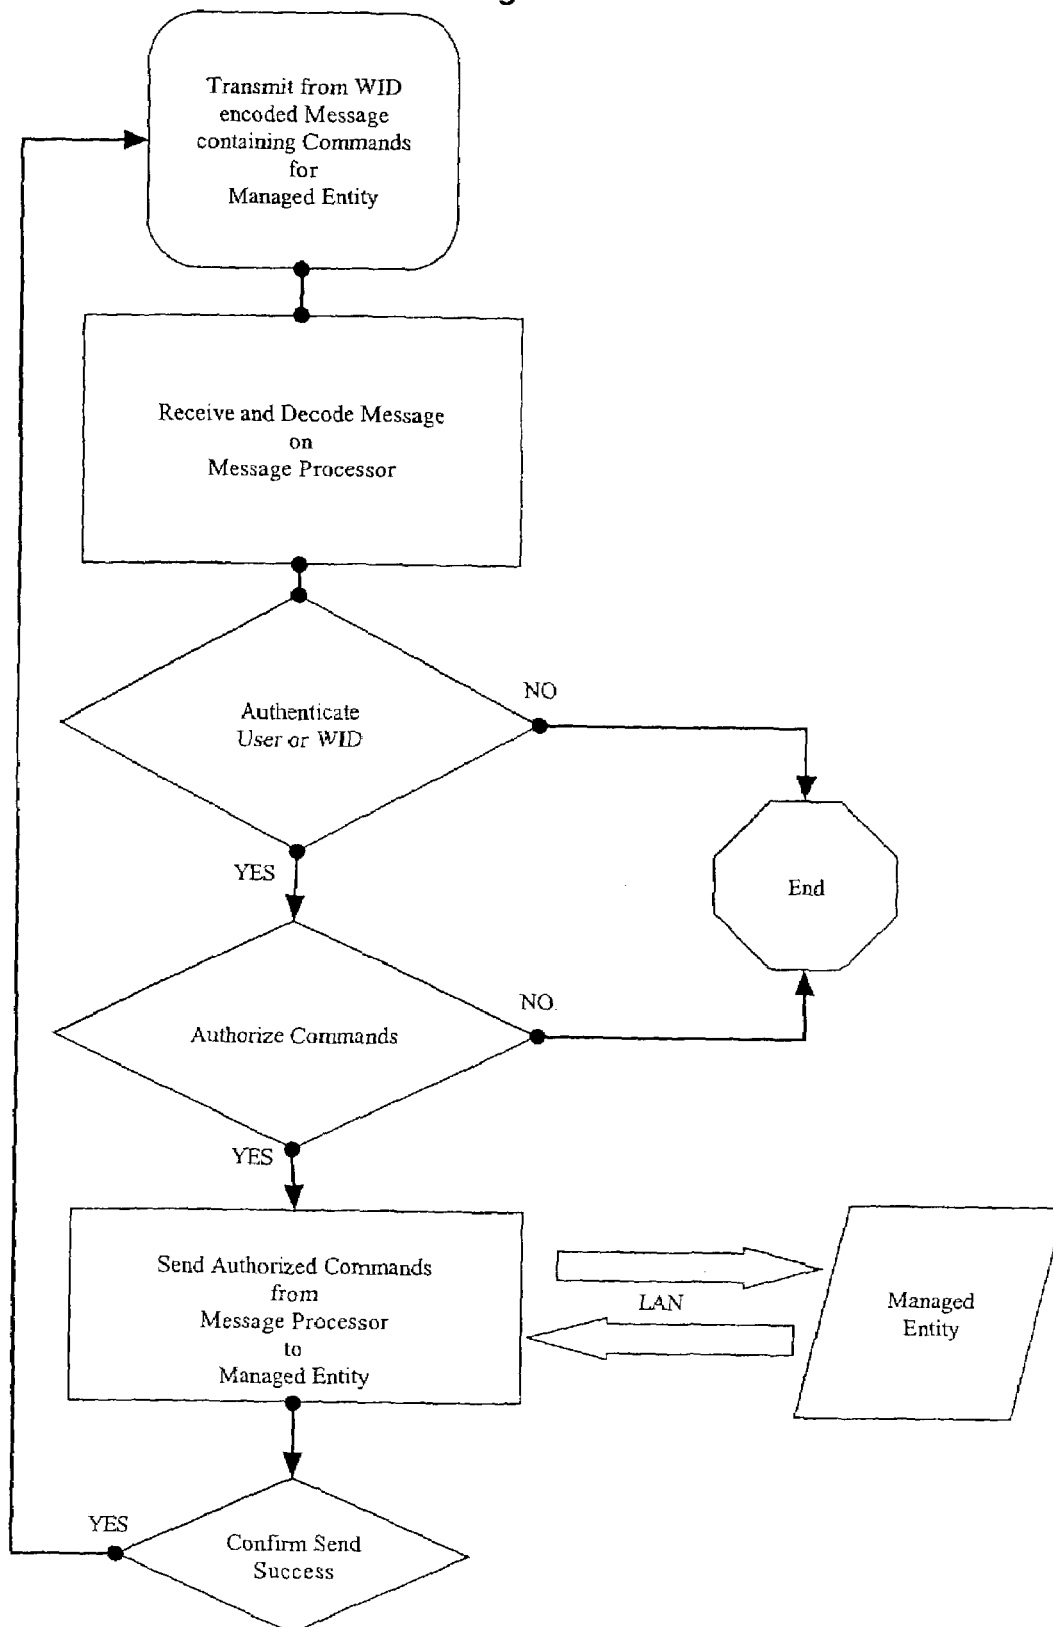 Transmit from WID
encoded Message
containing Commands
for
Managed Entity
Receive and Decode Message
on
Message Processor
Authenticate
User or WID
NO
YES
End
Authorize Commands
NO
YES
Send Authorized Commands
from
Message Processor
to
Managed Entity
LAN
Managed
Entity
YES
Confirm Send
Success